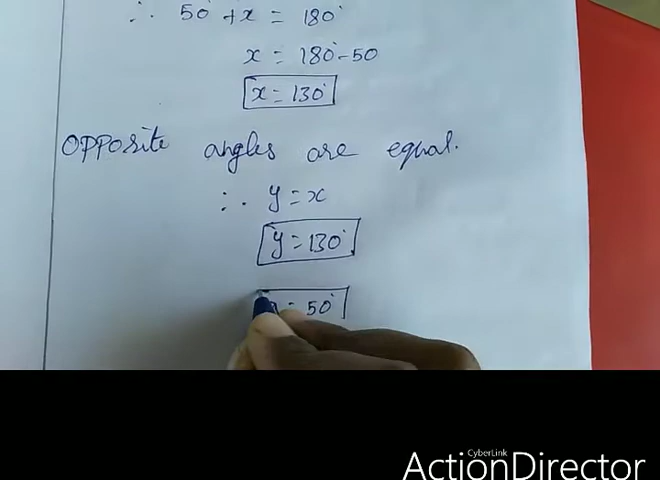 ∴ 50° + x = 180°
x = 180° - 50
x = 130°
Opposite angles are equal.
∴ y = x
y = 130°
= 50°
CyberLink
ActionDirector